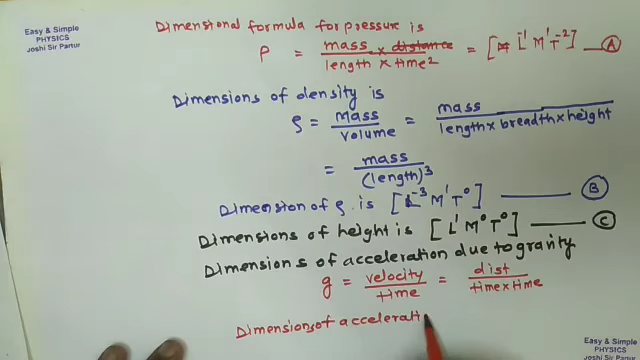 Easy & Simple
PHYSICS
Joshi Sir Partur
Dimensional formula for pressure is
P = mass × distance / length × time² = [L⁻¹ M¹ T⁻²] — A
Dimensions of density is
ρ = mass / volume = mass / length × breadth × height
= mass / (length)³
Dimension of ρ is [L⁻³ M¹ T⁰] — B
Dimensions of height is [L¹ M⁰ T⁰] — C
Dimensions of acceleration due to gravity
g = velocity / time = dist / time × time
Dimensions of accelerati
Easy & Simple
PHYSICS
Joshi Sir Partur